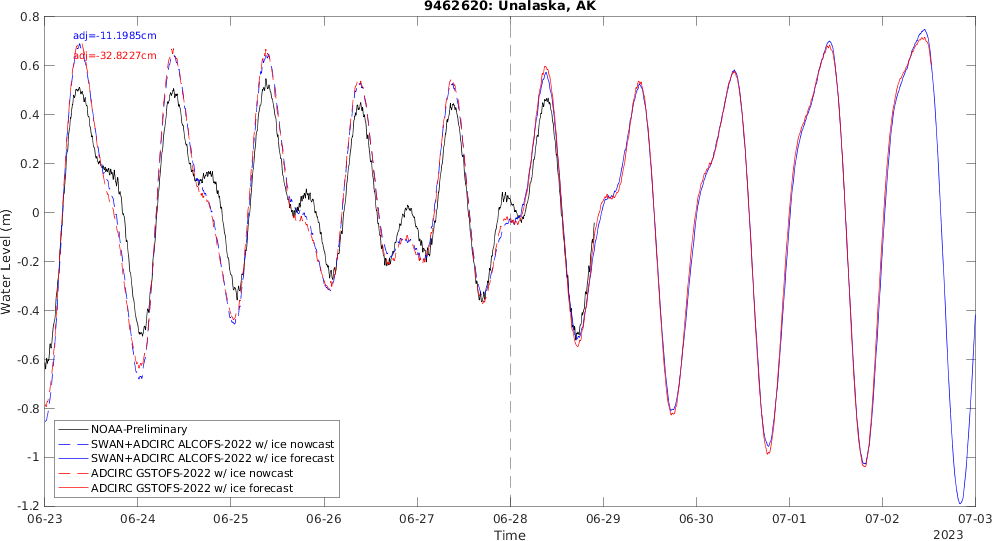 9462620: Unalaska, AK
adj=-11.1985cm
adj=-32.8227cm
Water Level (m)
0.8
0.6
0.4
0.2
0
-0.2
-0.4
-0.6
-0.8
-1
-1.2
NOAA-Preliminary
SWAN+ADCIRC ALCOFS-2022 w/ ice nowcast
SWAN+ADCIRC ALCOFS-2022 w/ ice forecast
ADCIRC GSTOFS-2022 w/ ice nowcast
ADCIRC GSTOFS-2022 w/ ice forecast
06-23 06-24 06-25 06-26 06-27 06-28 06-29 06-30 07-01 07-02 07-03
Time
2023